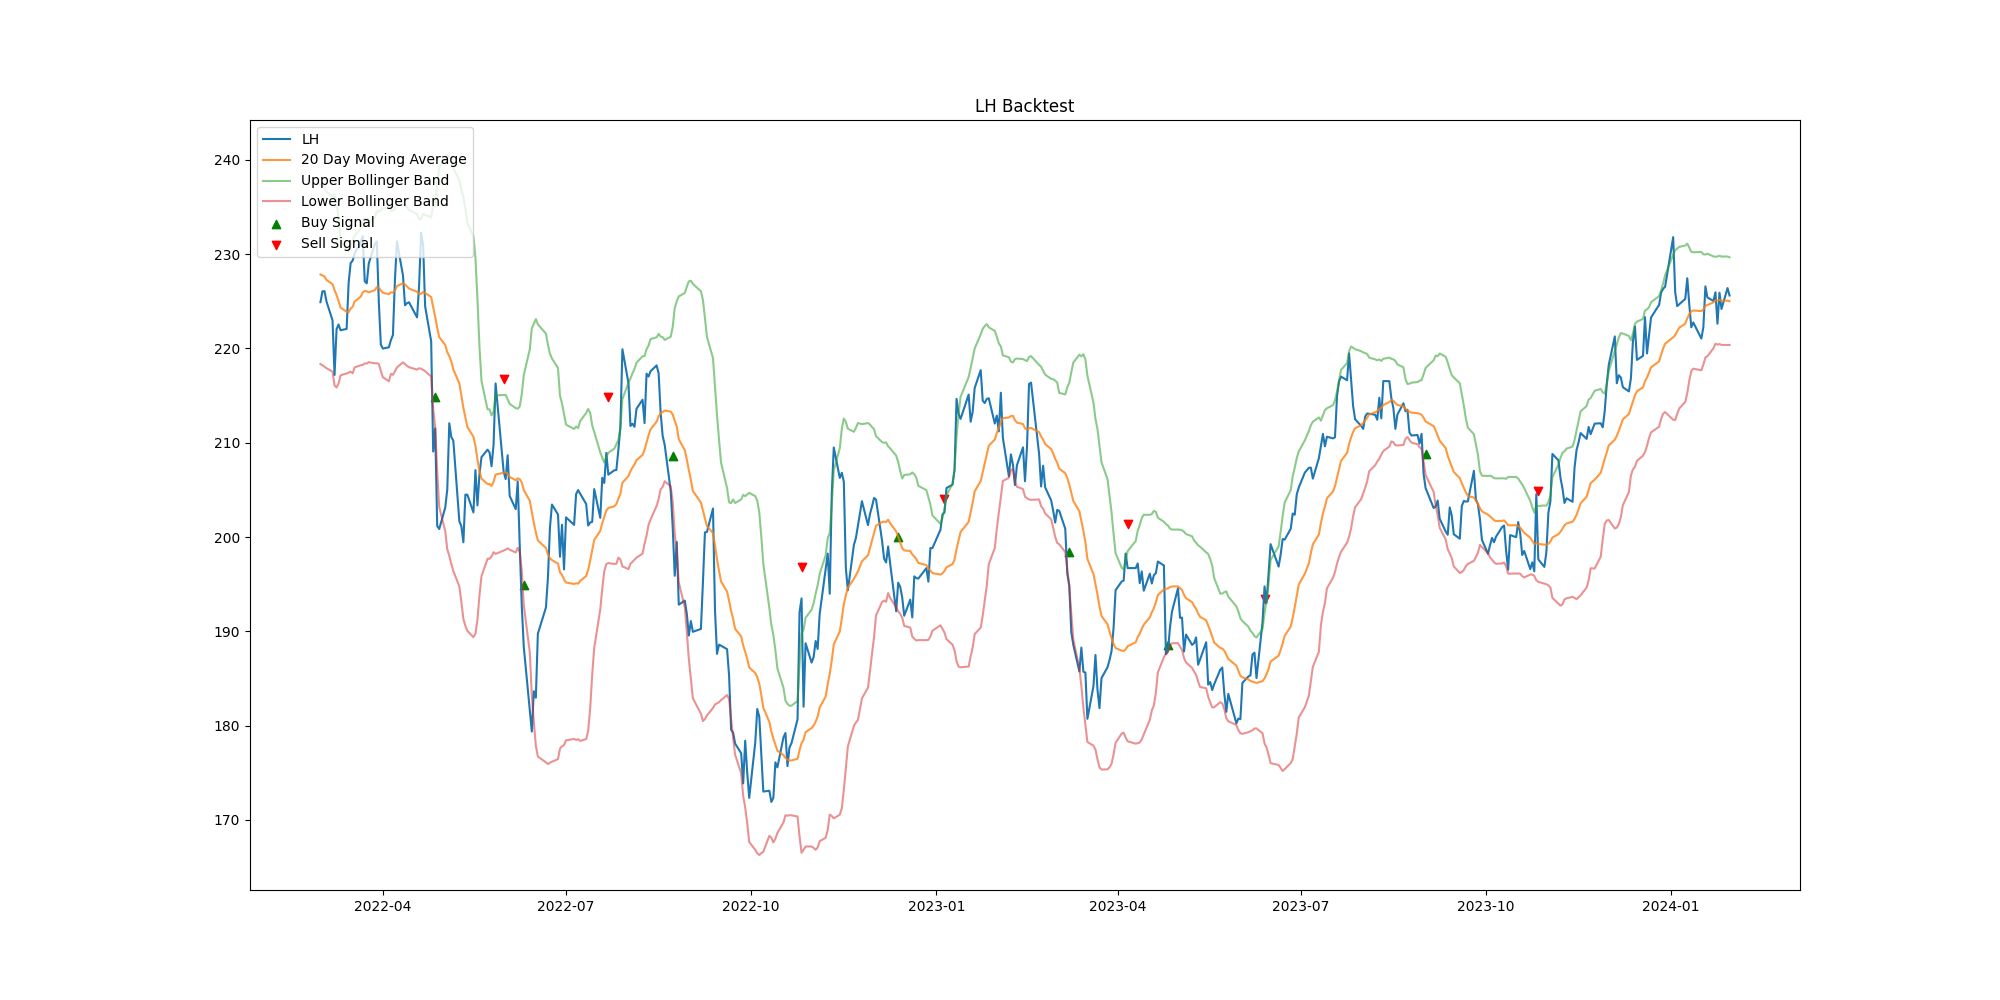 LH Backtest
LH
20 Day Moving Average
Upper Bollinger Band
Lower Bollinger Band
Buy Signal
Sell Signal
240
230
220
210
200
190
180
170
2022-04
2022-07
2022-10
2023-01
2023-04
2023-07
2023-10
2024-01